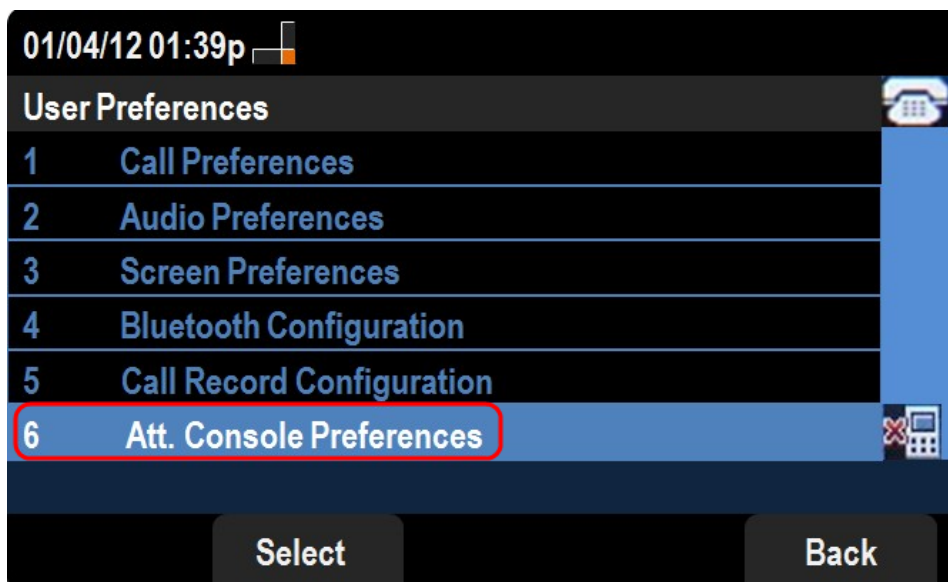 01/04/12 01:39p
User Preferences
1 Call Preferences
2 Audio Preferences
3 Screen Preferences
4 Bluetooth Configuration
5 Call Record Configuration
6 Att. Console Preferences
Select Back